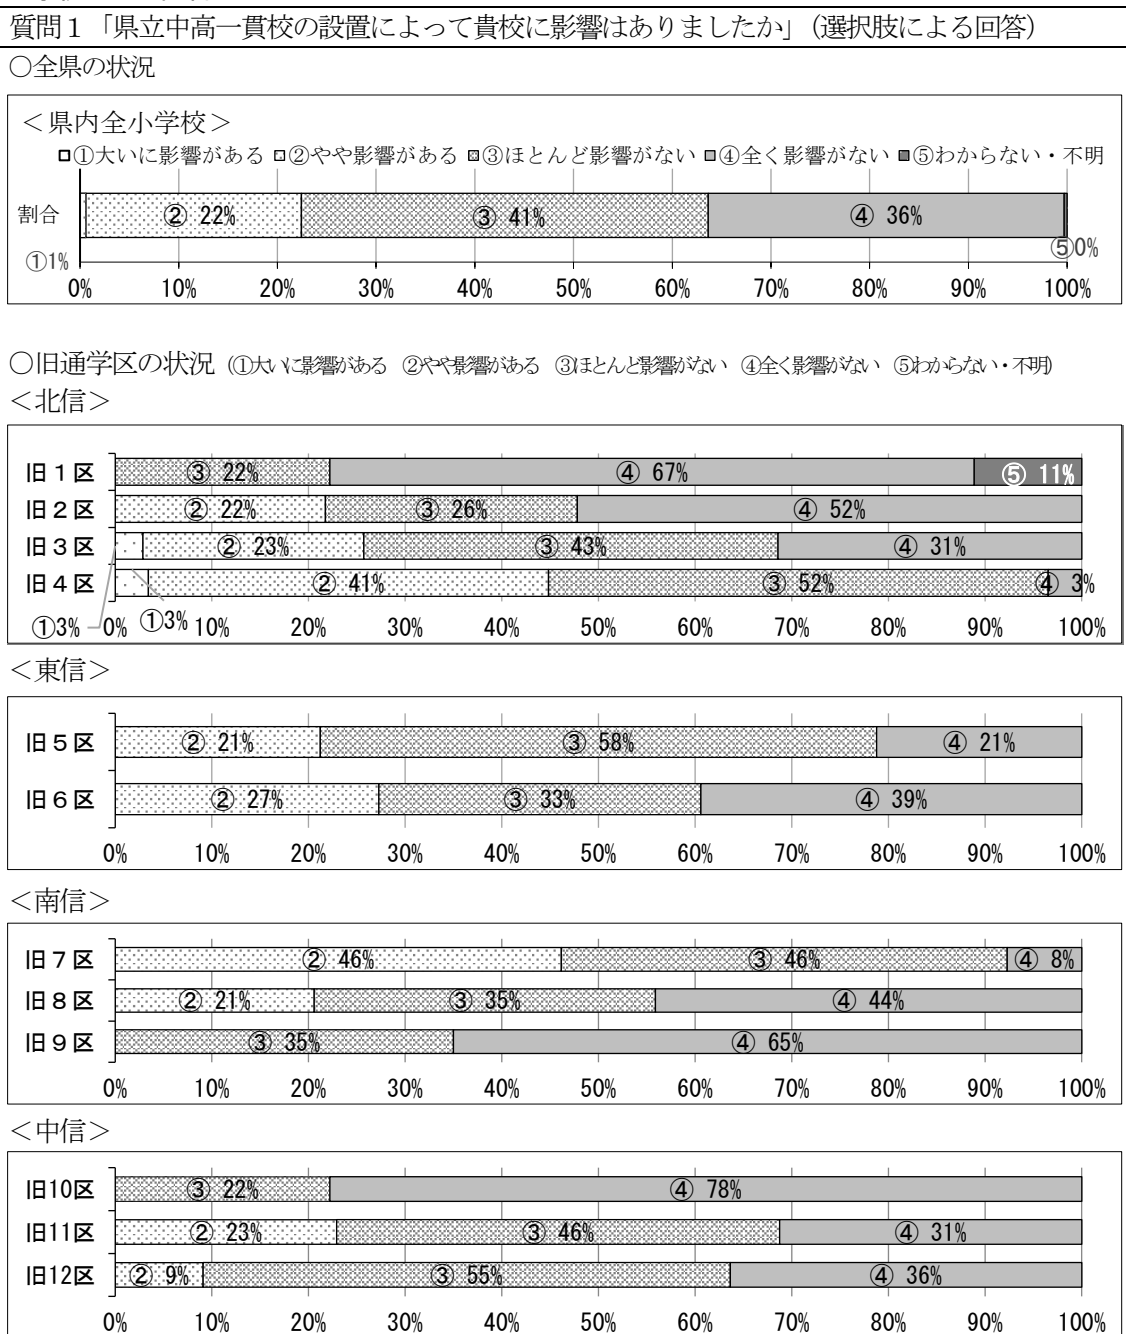 質問1「県立中高一貫校の設置によって貴校に影響はありましたか」(選択肢による回答)
○全県の状況
<県内全小学校>
①大いに影響がある ②やや影響がある ③ほとんど影響がない ④全く影響がない ⑤わからない・不明
割合 ② 22% ③ 41% ④ 36%
①1% ⑤0%
0% 10% 20% 30% 40% 50% 60% 70% 80% 90% 100%
○旧通学区の状況 (①大いに影響がある ②やや影響がある ③ほとんど影響がない ④全く影響がない ⑤わからない・不明)
<北信>
旧1区 ③ 22% ④ 67% ⑤ 11%
旧2区 ② 22% ③ 26% ④ 52%
旧3区 ② 23% ③ 43% ④ 31%
旧4区 ② 41% ③ 52% ④ 3%
①3% 0% ①3% 10% 20% 30% 40% 50% 60% 70% 80% 90% 100%
<東信>
旧5区 ② 21% ③ 58% ④ 21%
旧6区 ② 27% ③ 33% ④ 39%
0% 10% 20% 30% 40% 50% 60% 70% 80% 90% 100%
<南信>
旧7区 ② 46% ③ 46% ④ 8%
旧8区 ② 21% ③ 35% ④ 44%
旧9区 ③ 35% ④ 65%
0% 10% 20% 30% 40% 50% 60% 70% 80% 90% 100%
<中信>
旧10区 ③ 22% ④ 78%
旧11区 ② 23% ③ 46% ④ 31%
旧12区 ② 9% ③ 55% ④ 36%
0% 10% 20% 30% 40% 50% 60% 70% 80% 90% 100%